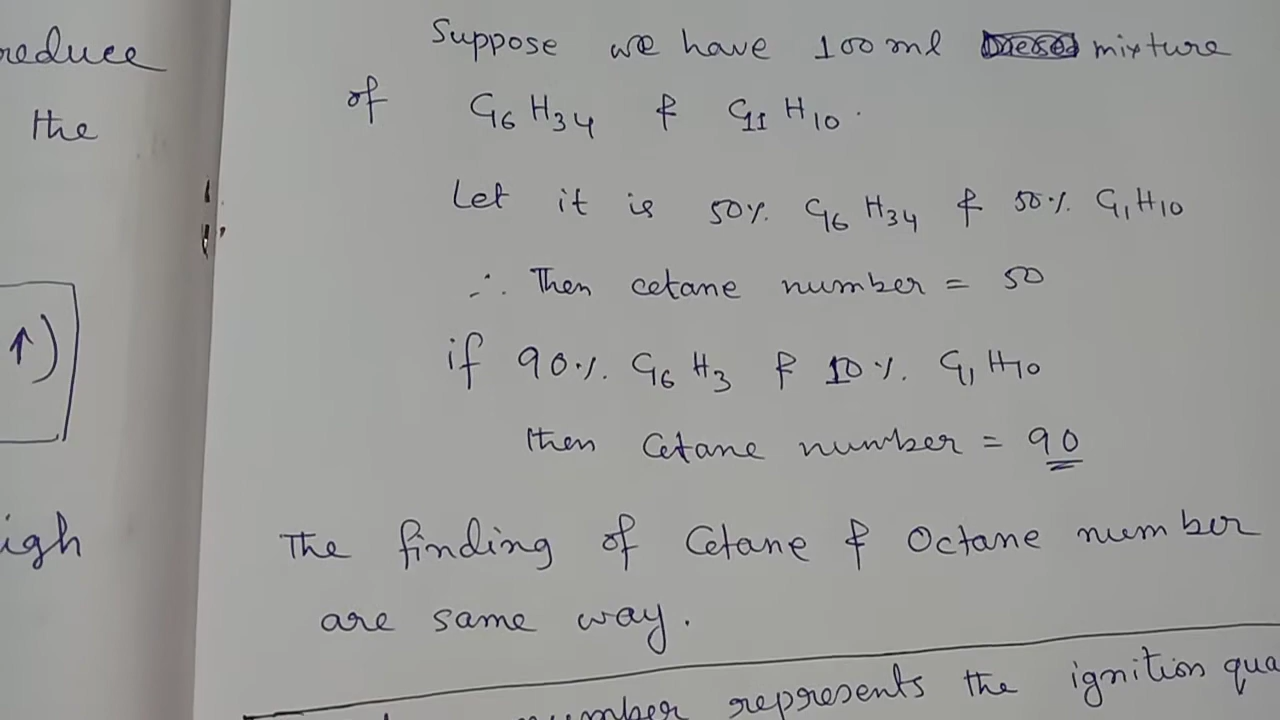 reduce
the
↑)
igh
Suppose we have 100ml mixture
of C16 H34 & C11 H10.
Let it is 50%. C16 H34 & 50%. C11 H10
∴ Then cetane number = 50
if 90%. C16 H3 & 10%. C11 H10
then Cetane number = 90
The finding of Cetane & Octane number
are same way.
number represents the ignition qua